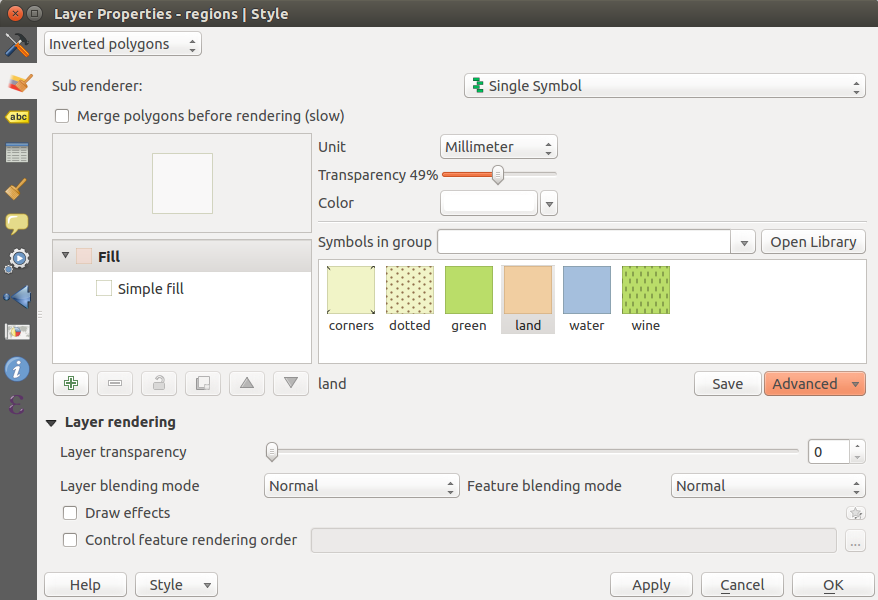 Layer Properties - regions | Style
Inverted polygons
Sub renderer:
Single Symbol
abc
Merge polygons before rendering (slow)
Unit
Millimeter
Transparency 49%
Color
Symbols in group
Open Library
Fill
Simple fill
corners dotted green land water wine
land
Save
Advanced
Layer rendering
Layer transparency
0
Layer blending mode
Normal
Feature blending mode
Normal
Draw effects
Control feature rendering order
...
Help
Style
Apply
Cancel
OK